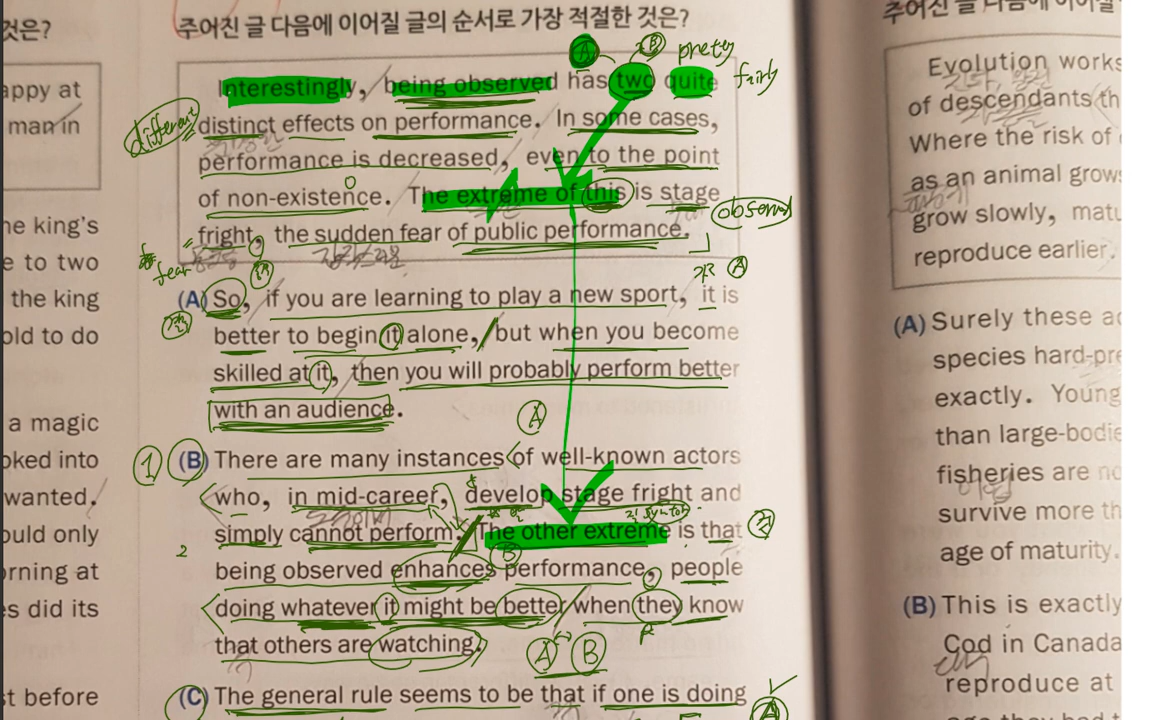 것은?
appy at
man in
he king's
e to two
the king
old to do
a magic
oked into
wanted.
ould only
rning at
s did its
t before
주어진 글 다음에 이어질 글의 순서로 가장 적절한 것은?
A B pretty
Interestingly, being observed has two quite fairly
different distinct effects on performance. In some cases,
performance is decreased, even to the point
of non-existence. The extreme of this is stage
observed
fright, the sudden fear of public performance.
fear
A
(A) So, if you are learning to play a new sport, it is
better to begin it alone, but when you become
skilled at it, then you will probably perform better
with an audience.
A
1 (B) There are many instances of well-known actors
who, in mid-career, develop stage fright and
simply cannot perform. The other extreme is that
2 B
being observed enhances performance, people
doing whatever it might be better when they know
that others are watching.
A B
(C) The general rule seems to be that if one is doing
A
주어진 글 다음에 이어질
Evolution works
of descendants th
Where the risk of
as an animal grows
grow slowly, matu
reproduce earlier.
(A) Surely these ad
species hard-pre
exactly. Young
than large-bodie
fisheries are no
survive more th
age of maturity.
(B) This is exactly
Cod in Canada
reproduce at
age they had t